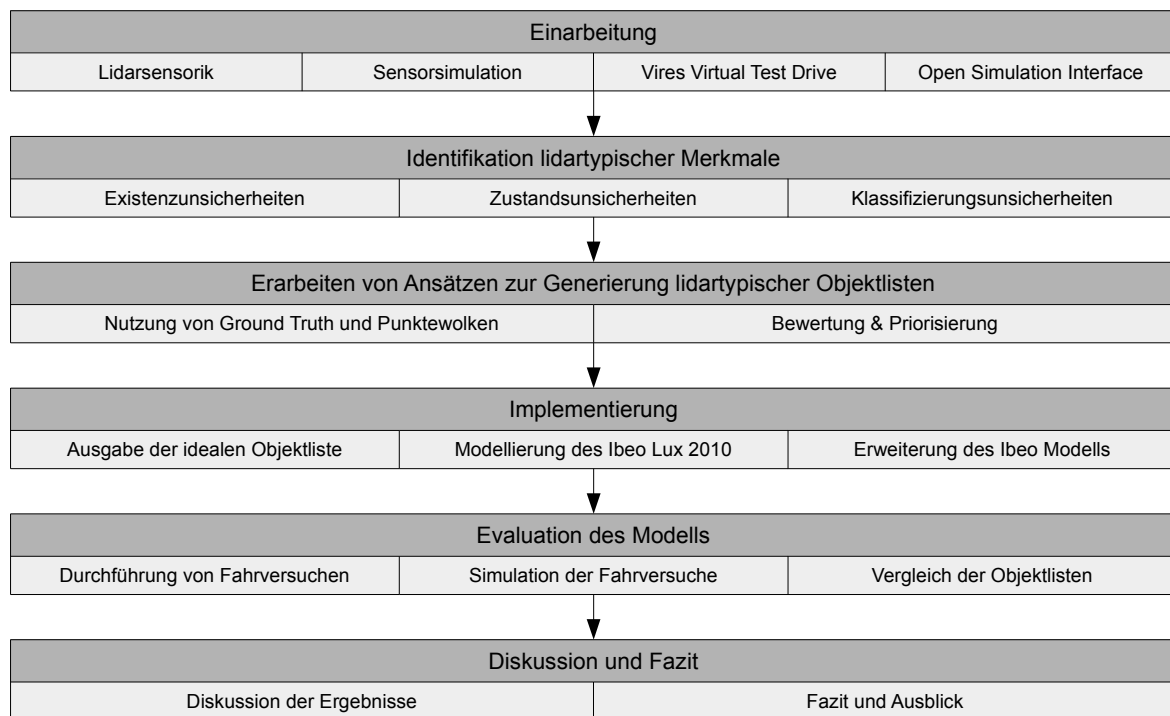 Einarbeitung
Lidarsensorik
Sensorsimulation
Vires Virtual Test Drive
Open Simulation Interface
Identifikation lidartypischer Merkmale
Existenzunsicherheiten
Zustandsunsicherheiten
Klassifizierungsunsicherheiten
Erarbeiten von Ansätzen zur Generierung lidartypischer Objektlisten
Nutzung von Ground Truth und Punktewolken
Bewertung & Priorisierung
Implementierung
Ausgabe der idealen Objektliste
Modellierung des Ibeo Lux 2010
Erweiterung des Ibeo Modells
Evaluation des Modells
Durchführung von Fahrversuchen
Simulation der Fahrversuche
Vergleich der Objektlisten
Diskussion und Fazit
Diskussion der Ergebnisse
Fazit und Ausblick